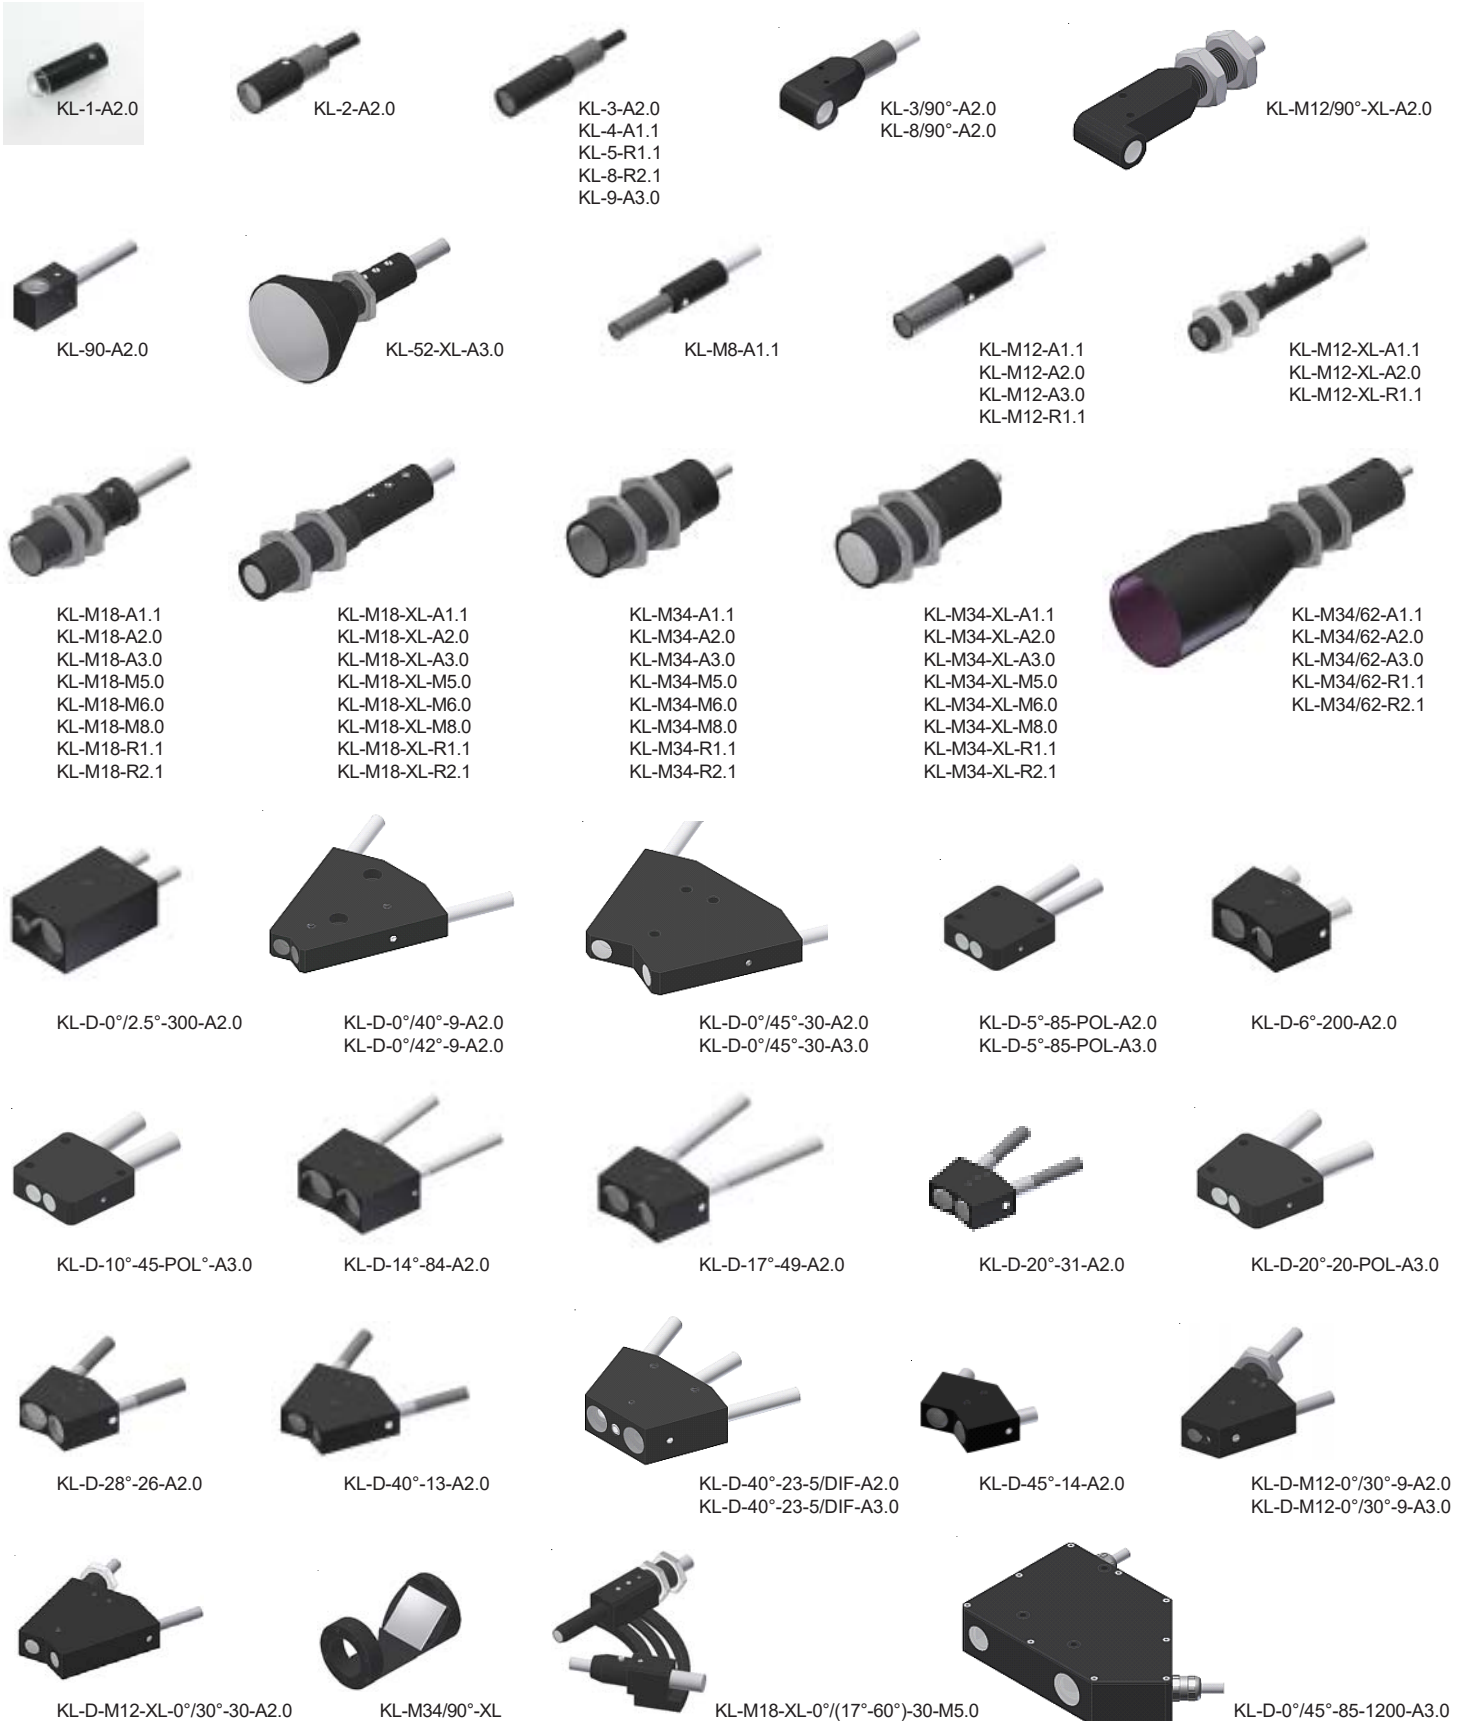 KL-1-A2.0
KL-2-A2.0
KL-3-A2.0
KL-4-A1.1
KL-5-R1.1
KL-8-R2.1
KL-9-A3.0
KL-3/90°-A2.0
KL-8/90°-A2.0
KL-M12/90°-XL-A2.0
KL-90-A2.0
KL-52-XL-A3.0
KL-M8-A1.1
KL-M12-A1.1
KL-M12-A2.0
KL-M12-A3.0
KL-M12-R1.1
KL-M12-XL-A1.1
KL-M12-XL-A2.0
KL-M12-XL-R1.1
KL-M18-A1.1
KL-M18-A2.0
KL-M18-A3.0
KL-M18-M5.0
KL-M18-M6.0
KL-M18-M8.0
KL-M18-R1.1
KL-M18-R2.1
KL-M18-XL-A1.1
KL-M18-XL-A2.0
KL-M18-XL-A3.0
KL-M18-XL-M5.0
KL-M18-XL-M6.0
KL-M18-XL-M8.0
KL-M18-XL-R1.1
KL-M18-XL-R2.1
KL-M34-A1.1
KL-M34-A2.0
KL-M34-A3.0
KL-M34-M5.0
KL-M34-M6.0
KL-M34-M8.0
KL-M34-R1.1
KL-M34-R2.1
KL-M34-XL-A1.1
KL-M34-XL-A2.0
KL-M34-XL-A3.0
KL-M34-XL-M5.0
KL-M34-XL-M6.0
KL-M34-XL-M8.0
KL-M34-XL-R1.1
KL-M34-XL-R2.1
KL-M34/62-A1.1
KL-M34/62-A2.0
KL-M34/62-A3.0
KL-M34/62-R1.1
KL-M34/62-R2.1
KL-D-0°/2.5°-300-A2.0
KL-D-0°/40°-9-A2.0
KL-D-0°/42°-9-A2.0
KL-D-0°/45°-30-A2.0
KL-D-0°/45°-30-A3.0
KL-D-5°-85-POL-A2.0
KL-D-5°-85-POL-A3.0
KL-D-6°-200-A2.0
KL-D-10°-45-POL°-A3.0
KL-D-14°-84-A2.0
KL-D-17°-49-A2.0
KL-D-20°-31-A2.0
KL-D-20°-20-POL-A3.0
KL-D-28°-26-A2.0
KL-D-40°-13-A2.0
KL-D-40°-23-5/DIF-A2.0
KL-D-40°-23-5/DIF-A3.0
KL-D-45°-14-A2.0
KL-D-M12-0°/30°-9-A2.0
KL-D-M12-0°/30°-9-A3.0
KL-D-M12-XL-0°/30°-30-A2.0
KL-M34/90°-XL
KL-M18-XL-0°/(17°-60°)-30-M5.0
KL-D-0°/45°-85-1200-A3.0